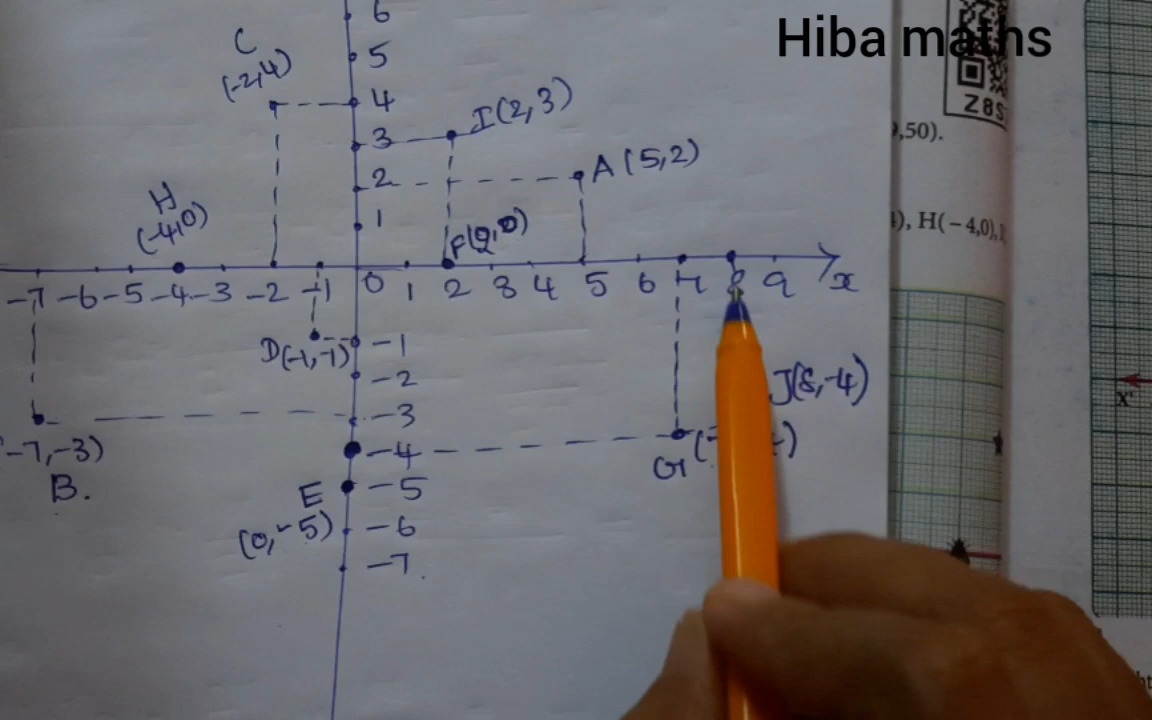 Hiba maths
6
C
5
(-2,4)
4
I(2,3)
Z8S
3
A(5,2)
,50).
2
H
(-4,0)
1
F(2,0)
), H(-4,0),
-7 -6 -5 -4 -3 -2 -1 0 1 2 3 4 5 6 7 8 9 x
D(-1,-1)
-1
-2
J(8,-4)
x'
-3
(-7,-3)
-4
G
B.
E
-5
(0,-5)
-6
-7.